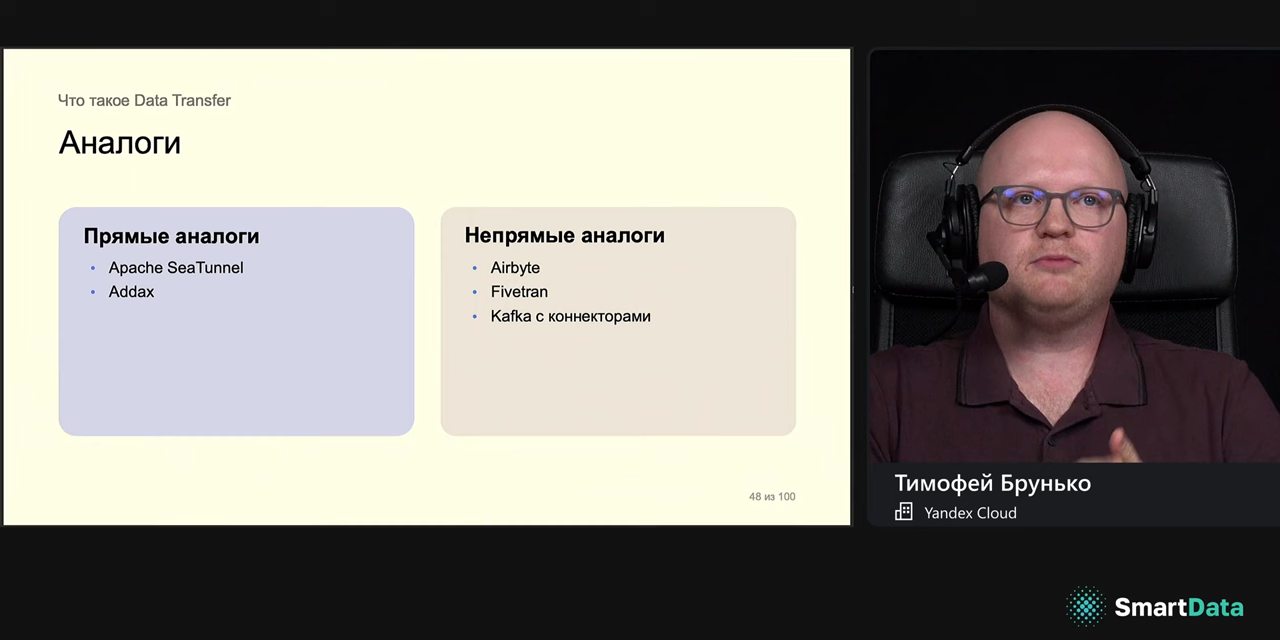 Что такое Data Transfer
Аналоги
Прямые аналоги
• Apache SeaTunnel
• Addax
Непрямые аналоги
• Airbyte
• Fivetran
• Kafka с коннекторами
48 из 100
Тимофей Брунько
Yandex Cloud
SmartData